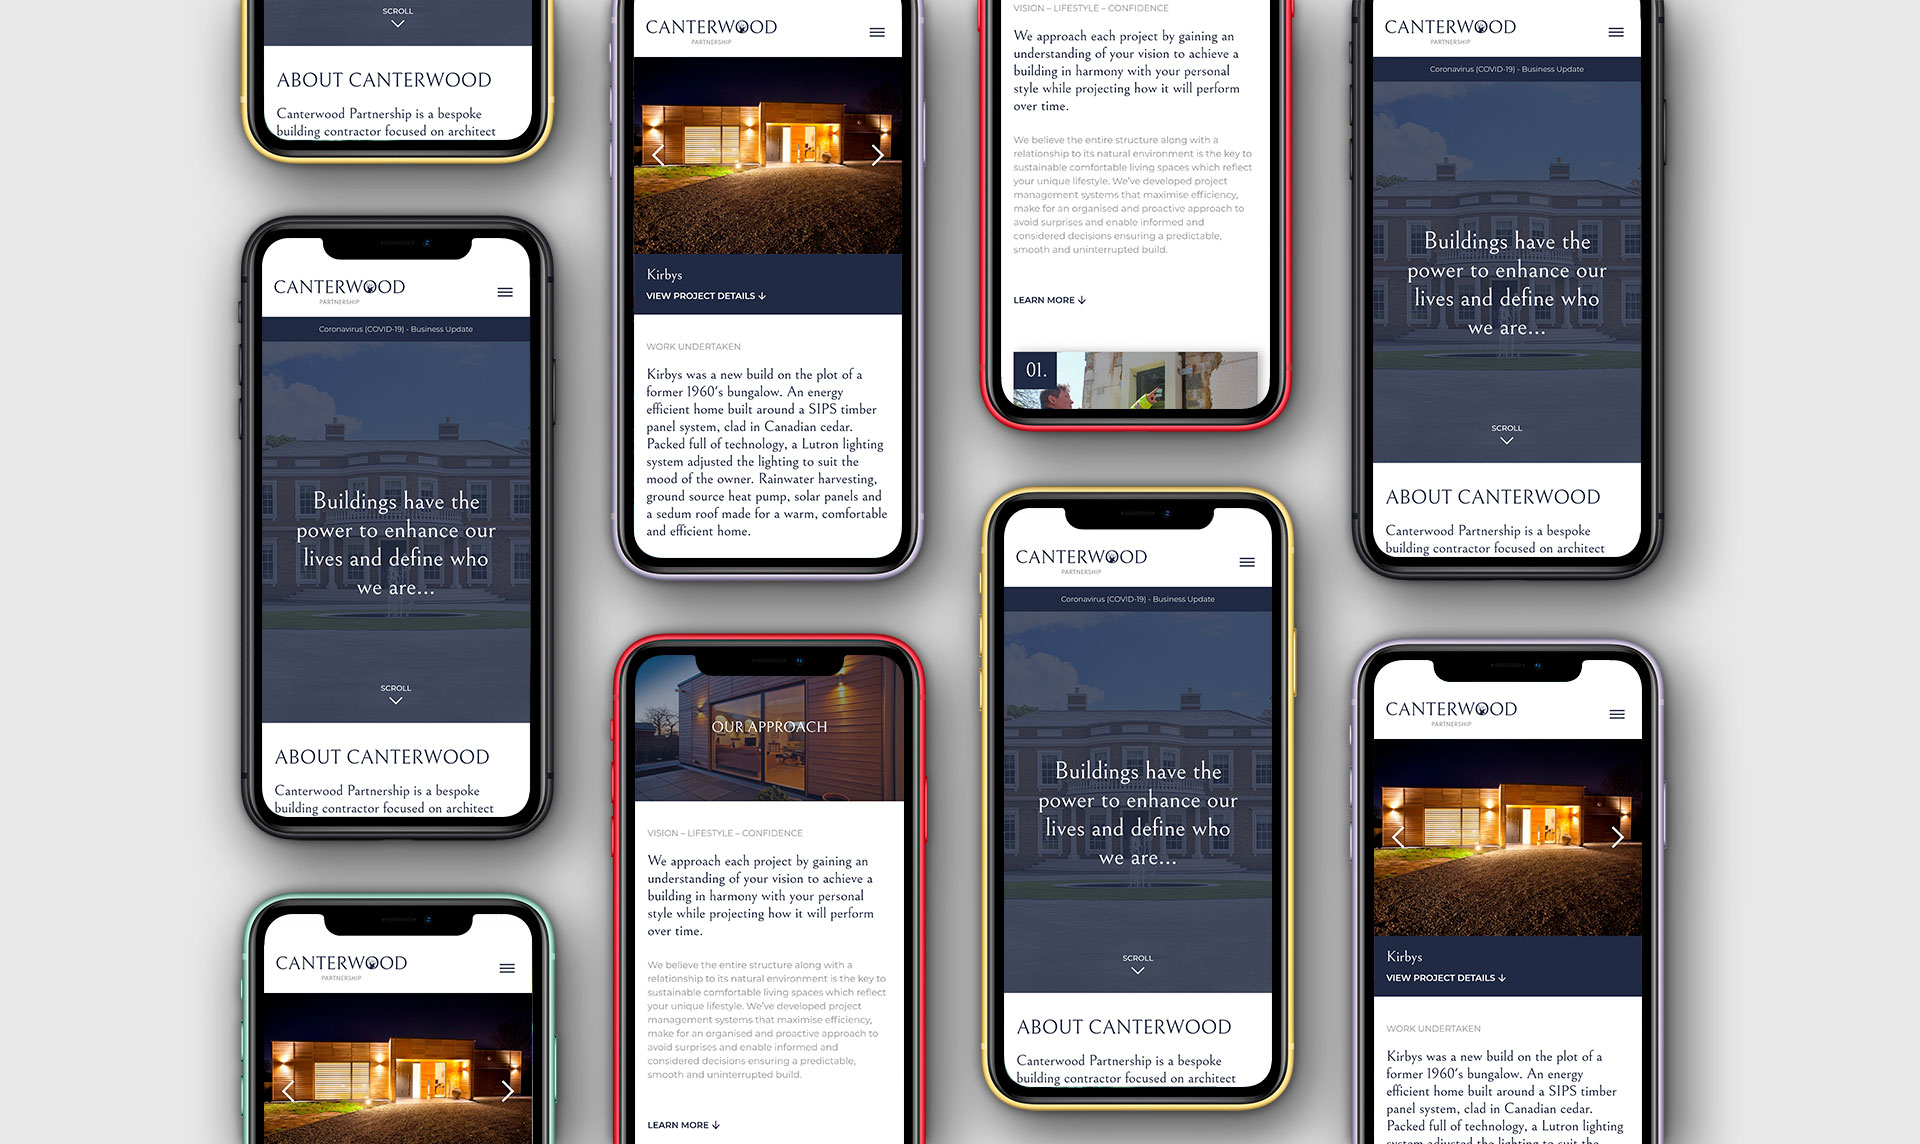 SCROLL
ABOUT CANTERWOOD
Canterwood Partnership is a bespoke
building contractor focused on architect
CANTERWOOD
PARTNERSHIP
Coronavirus (COVID-19) - Business Update
Buildings have the
power to enhance our
lives and define who
we are...
SCROLL
ABOUT CANTERWOOD
Canterwood Partnership is a bespoke
building contractor focused on architect
CANTERWOOD
PARTNERSHIP
CANTERWOOD
PARTNERSHIP
Kirbys
VIEW PROJECT DETAILS ↓
WORK UNDERTAKEN
Kirbys was a new build on the plot of a
former 1960's bungalow. An energy
efficient home built around a SIPS timber
panel system, clad in Canadian cedar.
Packed full of technology, a Lutron lighting
system adjusted the lighting to suit the
mood of the owner. Rainwater harvesting,
ground source heat pump, solar panels and
a sedum roof made for a warm, comfortable
and efficient home.
OUR APPROACH
VISION – LIFESTYLE – CONFIDENCE
We approach each project by gaining an
understanding of your vision to achieve a
building in harmony with your personal
style while projecting how it will perform
over time.
We believe the entire structure along with a
relationship to its natural environment is the key to
sustainable comfortable living spaces which reflect
your unique lifestyle. We've developed project
management systems that maximise efficiency,
make for an organised and proactive approach to
avoid surprises and enable informed and
considered decisions ensuring a predictable,
smooth and uninterrupted build.
LEARN MORE ↓
VISION – LIFESTYLE – CONFIDENCE
We approach each project by gaining an
understanding of your vision to achieve a
building in harmony with your personal
style while projecting how it will perform
over time.
We believe the entire structure along with a
relationship to its natural environment is the key to
sustainable comfortable living spaces which reflect
your unique lifestyle. We've developed project
management systems that maximise efficiency,
make for an organised and proactive approach to
avoid surprises and enable informed and
considered decisions ensuring a predictable,
smooth and uninterrupted build.
LEARN MORE ↓
01.
CANTERWOOD
PARTNERSHIP
Coronavirus (COVID-19) - Business Update
Buildings have the
power to enhance our
lives and define who
we are...
SCROLL
ABOUT CANTERWOOD
Canterwood Partnership is a bespoke
building contractor focused on architect
CANTERWOOD
PARTNERSHIP
Coronavirus (COVID-19) - Business Update
Buildings have the
power to enhance our
lives and define who
we are...
SCROLL
ABOUT CANTERWOOD
Canterwood Partnership is a bespoke
building contractor focused on architect
CANTERWOOD
PARTNERSHIP
Kirbys
VIEW PROJECT DETAILS ↓
WORK UNDERTAKEN
Kirbys was a new build on the plot of a
former 1960's bungalow. An energy
efficient home built around a SIPS timber
panel system, clad in Canadian cedar.
Packed full of technology, a Lutron lighting
system adjusted the lighting to suit the